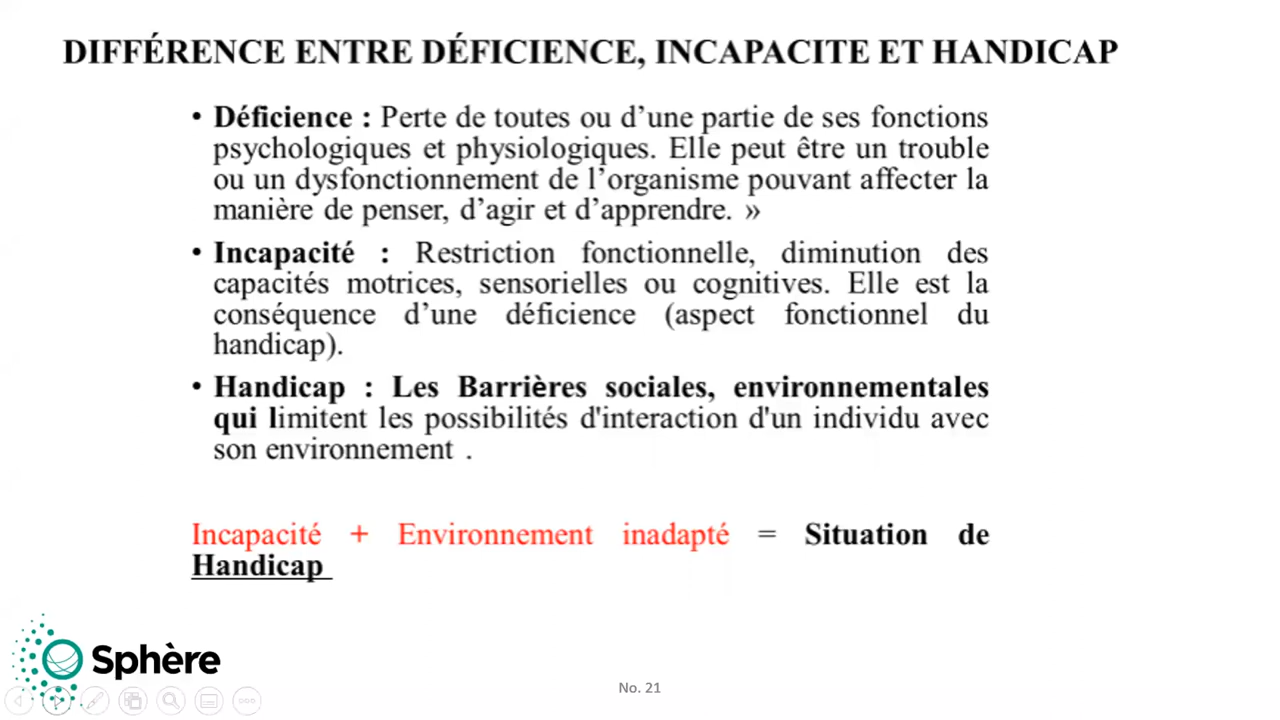 DIFFÉRENCE ENTRE DÉFICIENCE, INCAPACITE ET HANDICAP
• Déficience : Perte de toutes ou d’une partie de ses fonctions
psychologiques et physiologiques. Elle peut être un trouble
ou un dysfonctionnement de l’organisme pouvant affecter la
manière de penser, d’agir et d’apprendre. »
• Incapacité : Restriction fonctionnelle, diminution des
capacités motrices, sensorielles ou cognitives. Elle est la
conséquence d’une déficience (aspect fonctionnel du
handicap).
• Handicap : Les Barrières sociales, environnementales
qui limitent les possibilités d'interaction d'un individu avec
son environnement .
Incapacité + Environnement inadapté = Situation de
Handicap
Sphère
No. 21